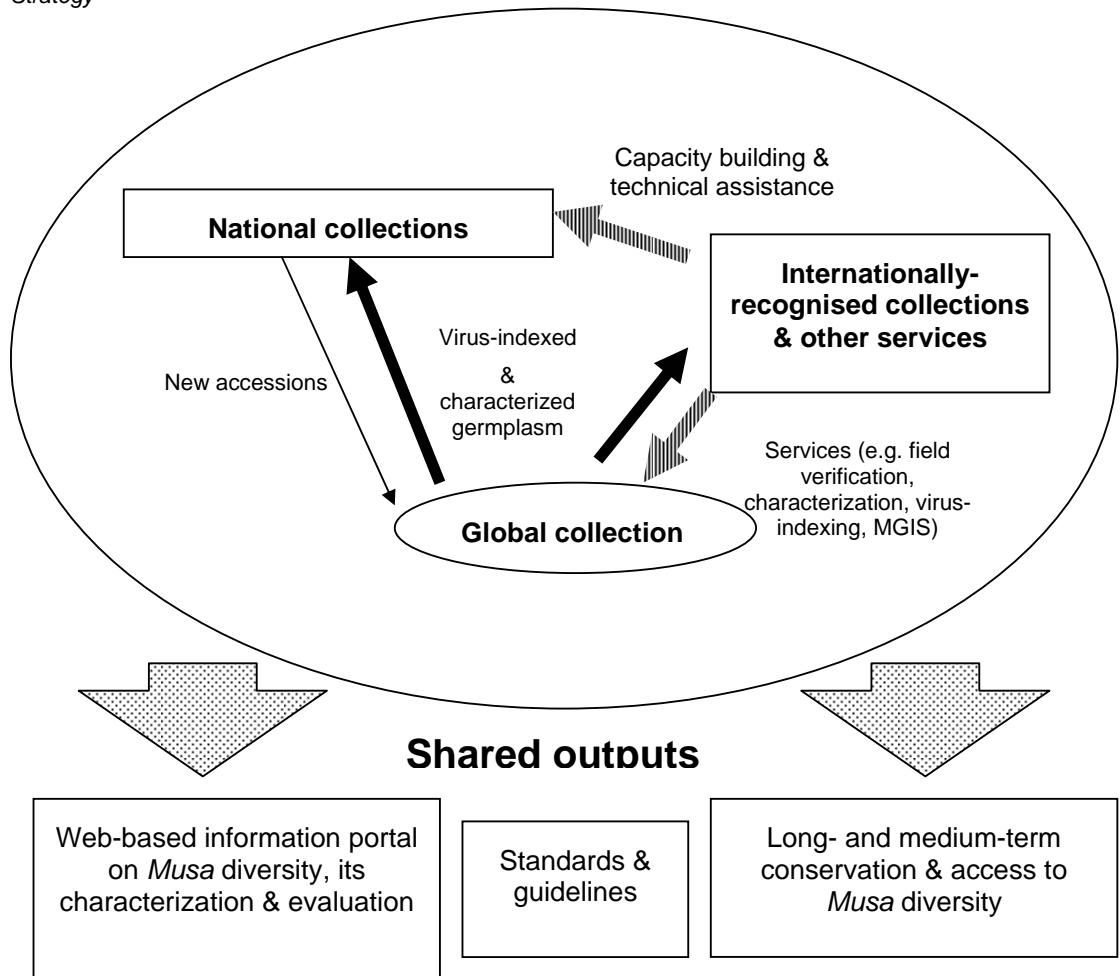 Strategy
Capacity building &
technical assistance
National collections
Internationally-
recognised collections
& other services
Virus-indexed
&
characterized
germplasm
New accessions
Services (e.g. field
verification,
characterization, virus-
indexing, MGIS)
Global collection
Shared outputs
Web-based information portal
on Musa diversity, its
characterization & evaluation
Standards &
guidelines
Long- and medium-term
conservation & access to
Musa diversity